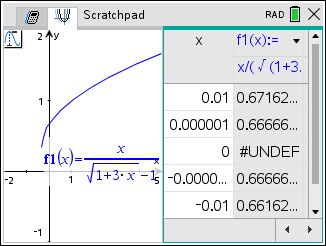 Scratchpad RAD
y
2
1
f1(x)= x/(√(1+3·x) -1)
x
-2 1 5
-1
x f1(x):=
x/(√(1+3.
0.01 0.67162...
0.000001 0.66666...
0 #UNDEF
-0.0000... 0.66666...
-0.01 0.66162...